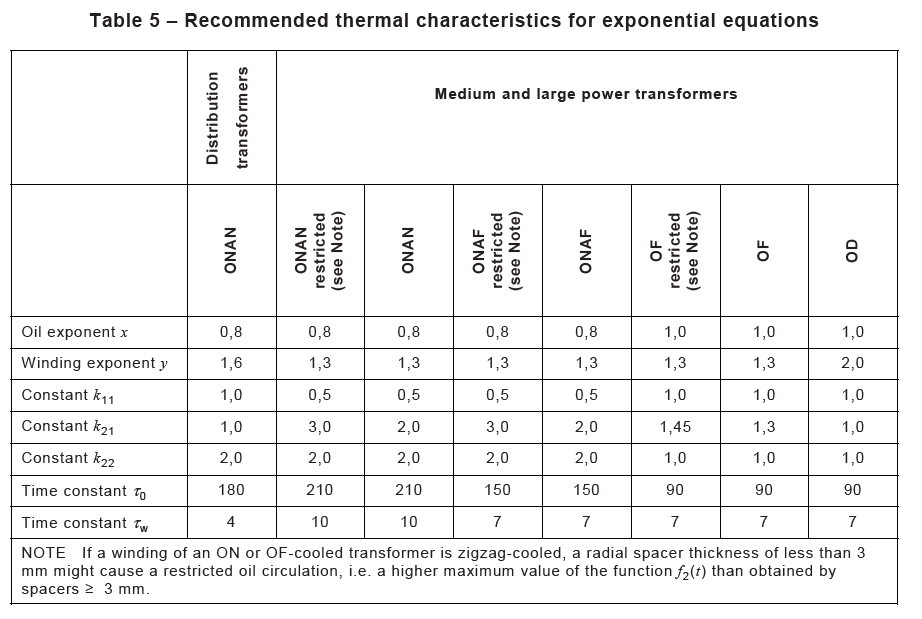 Table 5 – Recommended thermal characteristics for exponential equations
Distribution
transformers
Medium and large power transformers
ONAN
ONAN
restricted
(see Note)
ONAN
ONAF
restricted
(see Note)
ONAF
OF
restricted
(see Note)
OF
OD
Oil exponent x 0,8 0,8 0,8 0,8 0,8 1,0 1,0 1,0
Winding exponent y 1,6 1,3 1,3 1,3 1,3 1,3 1,3 2,0
Constant k11 1,0 0,5 0,5 0,5 0,5 1,0 1,0 1,0
Constant k21 1,0 3,0 2,0 3,0 2,0 1,45 1,3 1,0
Constant k22 2,0 2,0 2,0 2,0 2,0 1,0 1,0 1,0
Time constant τ0 180 210 210 150 150 90 90 90
Time constant τw 4 10 10 7 7 7 7 7
NOTE If a winding of an ON or OF-cooled transformer is zigzag-cooled, a radial spacer thickness of less than 3
mm might cause a restricted oil circulation, i.e. a higher maximum value of the function f2(t) than obtained by
spacers ≥ 3 mm.